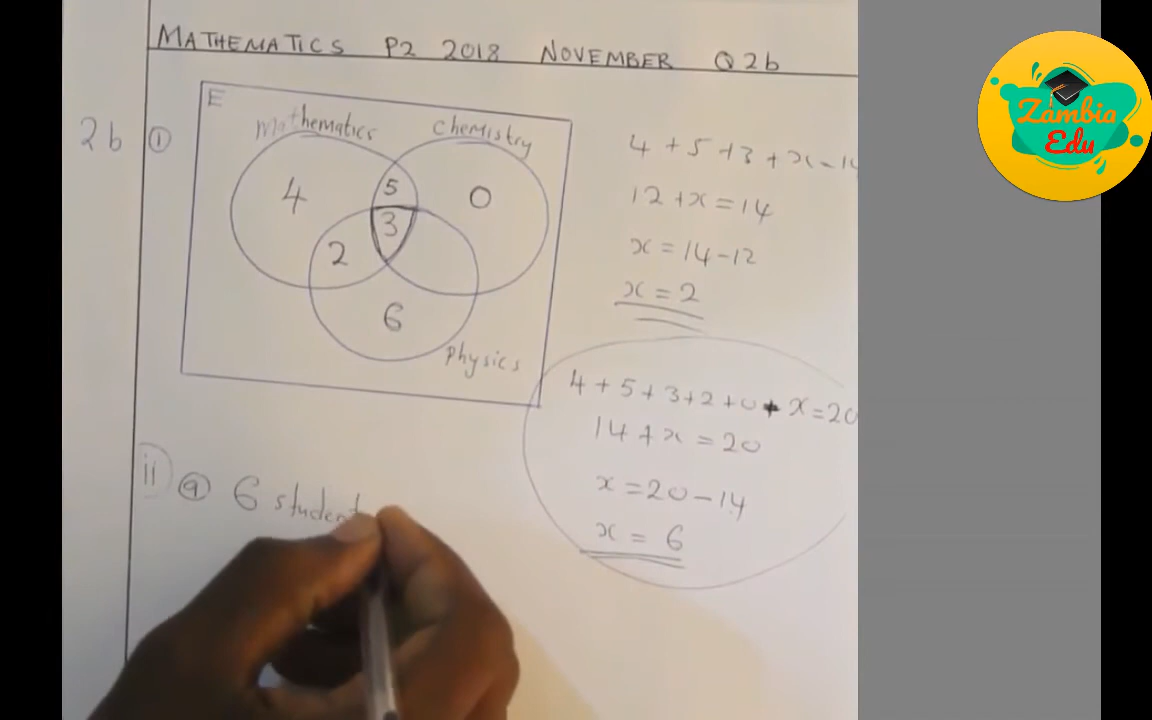 MATHEMATICS P2 2018 NOVEMBER Q2b
2b i
E
Mathematics
Chemistry
4
5
0
3
2
6
Physics
4 + 5 + 3 + x = 14
12 + x = 14
x = 14 - 12
x = 2
4 + 5 + 3 + 2 + 0 + x = 20
14 + x = 20
x = 20 - 14
x = 6
ii a 6 student
Zambia
Edu